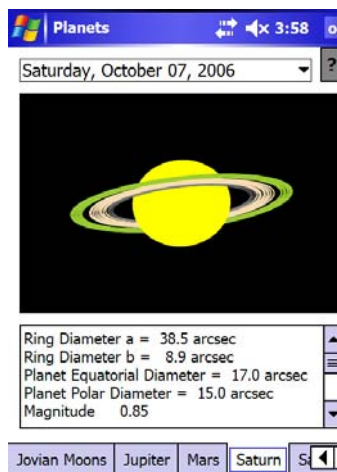 Planets 3:58 o
Saturday, October 07, 2006 ?
Ring Diameter a = 38.5 arcsec
Ring Diameter b = 8.9 arcsec
Planet Equatorial Diameter = 17.0 arcsec
Planet Polar Diameter = 15.0 arcsec
Magnitude 0.85
Jovian Moons Jupiter Mars Saturn Sa